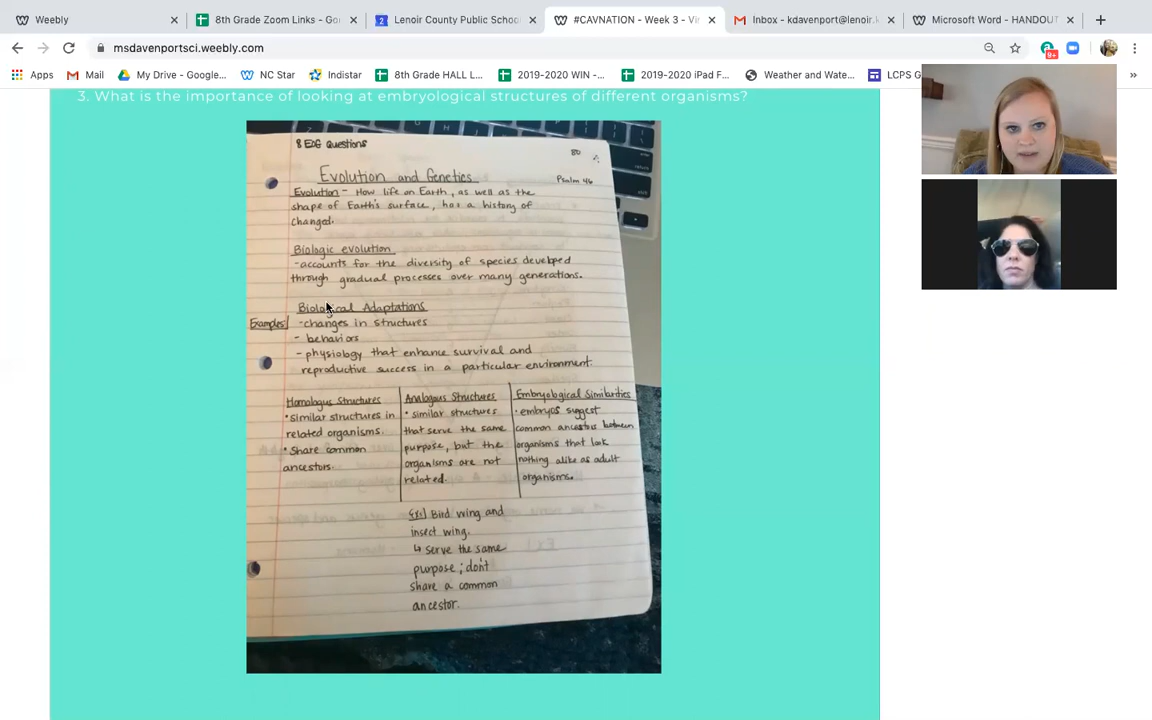 Weebly
8th Grade Zoom Links - Go
Lenoir County Public Schoo
#CAVNATION - Week 3 - Vi
Inbox - kdavenport@lenoir.k
Microsoft Word - HANDOUT
msdavenportsci.weebly.com
9+
Apps
Mail
My Drive - Google...
NC Star
Indistar
8th Grade HALL L...
2019-2020 WIN -...
2019-2020 iPad F...
Weather and Wate...
LCPS G
3. What is the importance of looking at embryological structures of different organisms?
8 EOG Questions
80
Evolution and Genetics
Psalm 46
Evolution - How life on Earth, as well as the
shape of Earth's surface, has a history of
changed.
Biologic evolution
-accounts for the diversity of species developed
through gradual processes over many generations.
Biological Adaptations
Examples
-changes in structures
- behaviors
- physiology that enhance survival and
reproductive success in a particular environment.
Homologus Structures
• Similar structures in
related organisms.
• Share common
ancestors.
Analogous Structures
• similar structures
that serve the same
purpose, but the
organisms are not
related.
Ex:) Bird wing and
insect wing.
↳ serve the same
purpose; don't
share a common
ancestor.
Embryological Similarities
• embryos suggest
common ancestors between
organisms that look
nothing alike as adult
organisms.